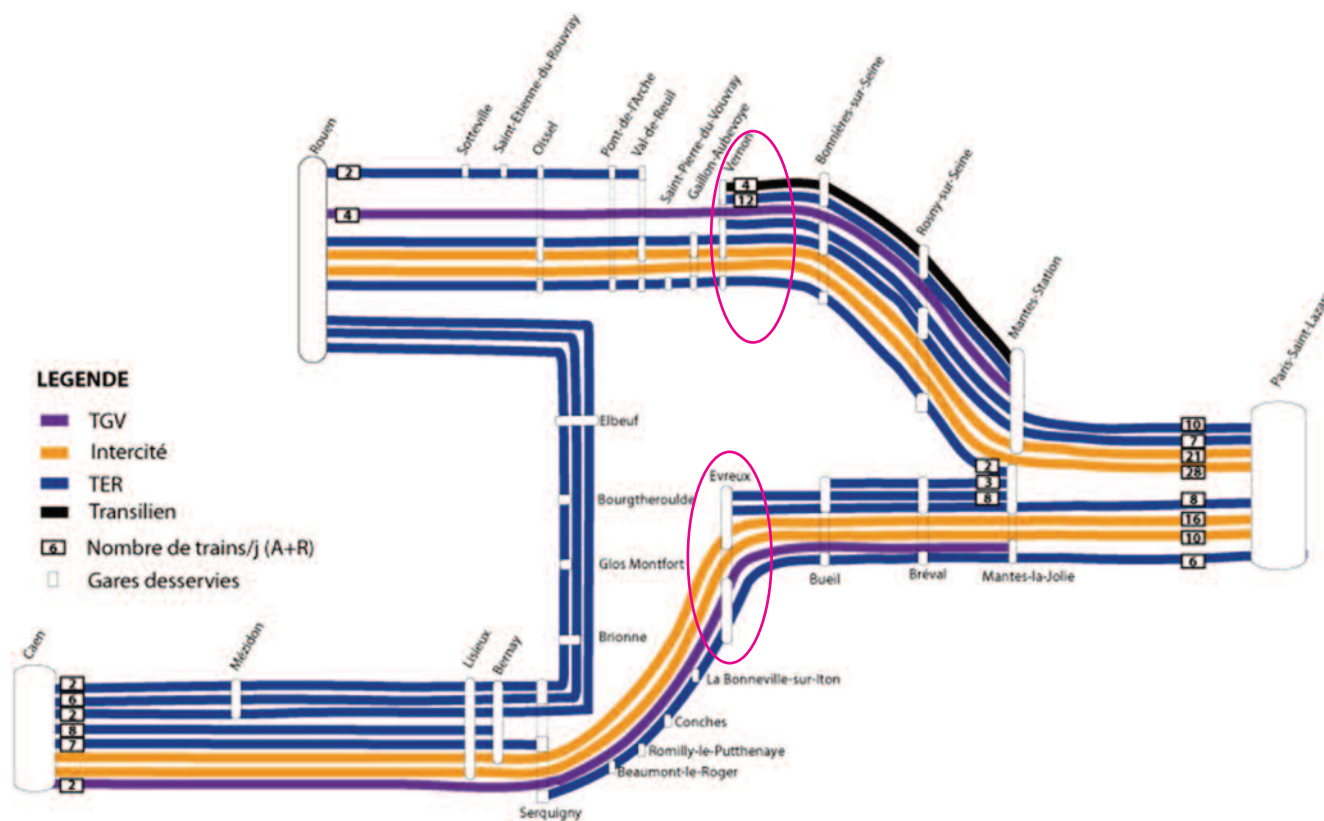 Rouen
Sotteville
Saint-Etienne-du-Rouvray
Oissel
Pont-de-l'Arche
Val-de-Reuil
Saint-Pierre-du-Vouvray
Gaillon-Aubevoye
Vernon
Bonnières-sur-Seine
Rosny-sur-Seine
Mantes-Station
Paris-Saint-Lazare
2
4
4
12
10
7
21
28
2
3
8
8
16
10
6
LEGENDE
TGV
Intercité
TER
Transilien
6 Nombre de trains/j (A+R)
Gares desservies
Elbeuf
Bourgtheroulde
Glos Montfort
Brionne
Evreux
Bueil
Bréval
Mantes-la-Jolie
Caen
Mézidon
Lisieux
Bernay
2
6
2
8
7
2
La Bonneville-sur-Iton
Conches
Romilly-le-Putthenaye
Beaumont-le-Roger
Serquigny